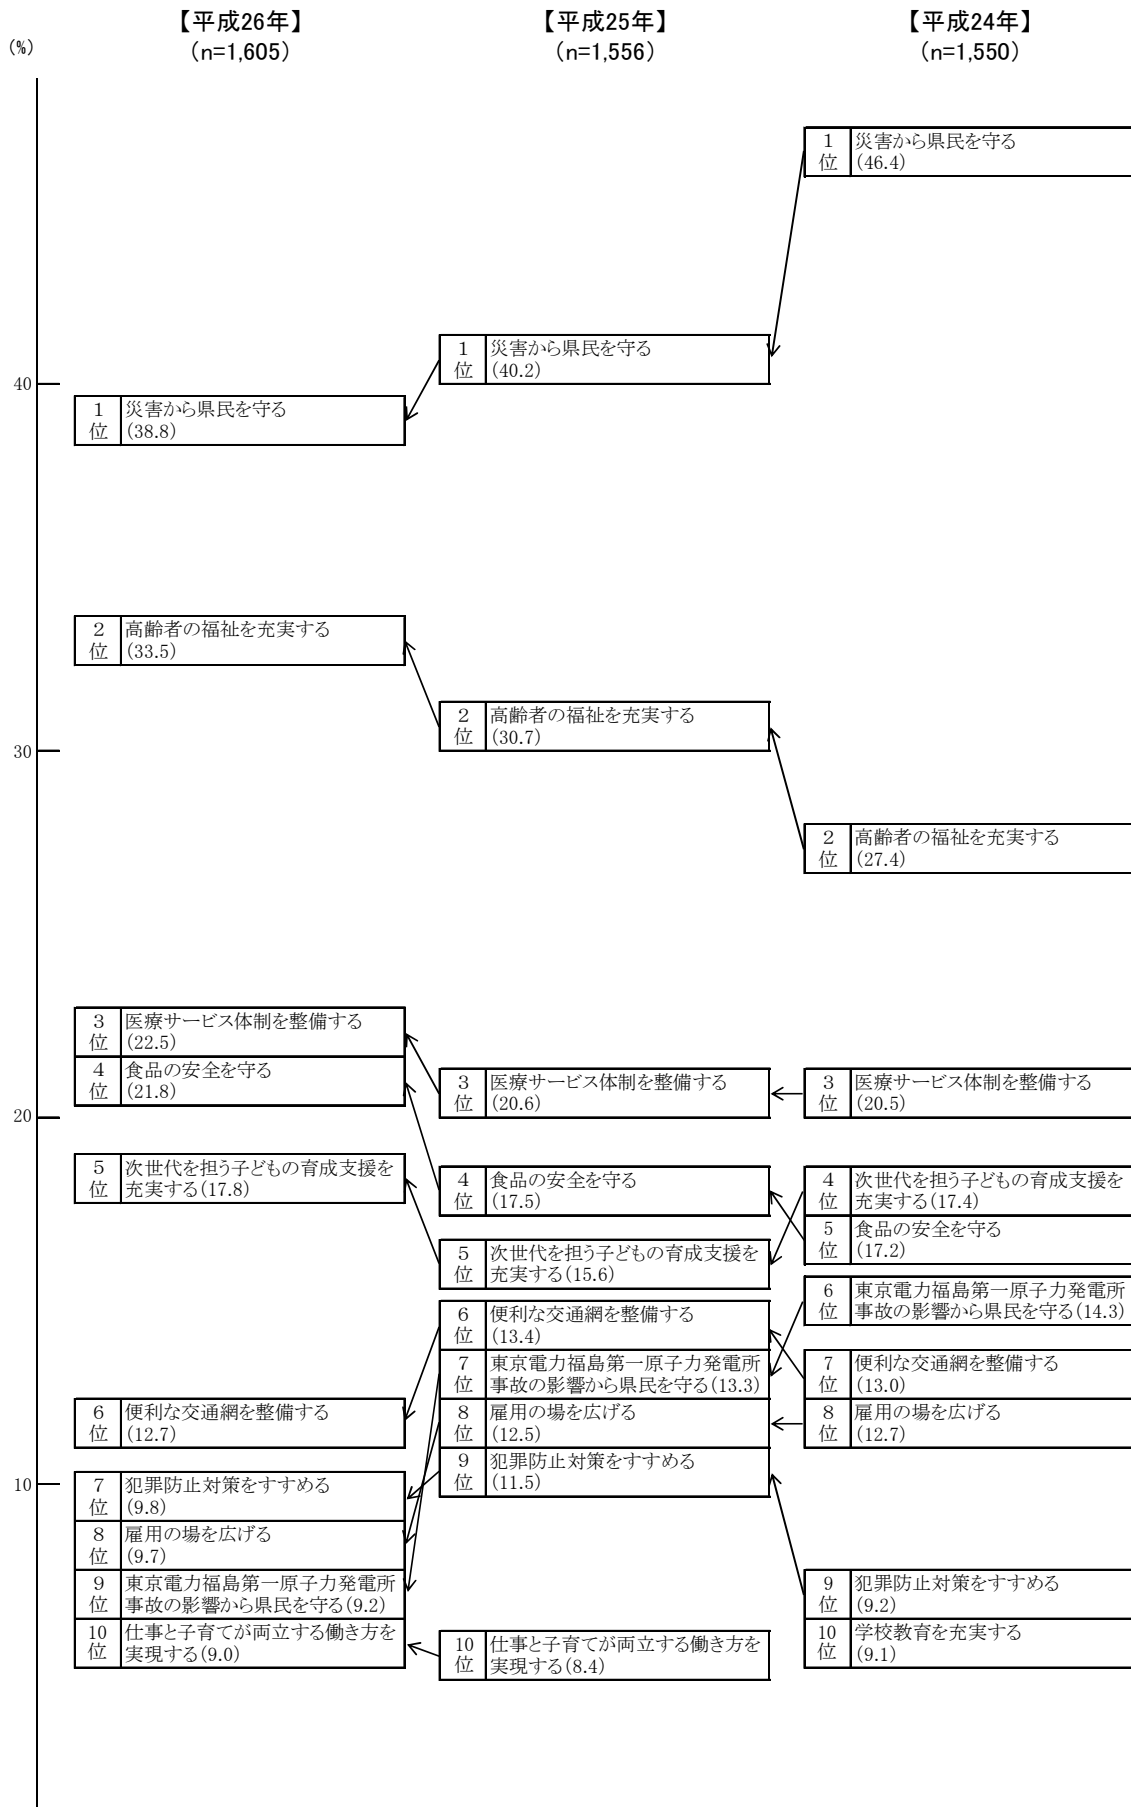 【平成26年】
(n=1,605)
【平成25年】
(n=1,556)
【平成24年】
(n=1,550)
(%)
40
30
20
10
1位
災害から県民を守る
(38.8)
2位
高齢者の福祉を充実する
(33.5)
3位
医療サービス体制を整備する
(22.5)
4位
食品の安全を守る
(21.8)
5位
次世代を担う子どもの育成支援を
充実する(17.8)
6位
便利な交通網を整備する
(12.7)
7位
犯罪防止対策をすすめる
(9.8)
8位
雇用の場を広げる
(9.7)
9位
東京電力福島第一原子力発電所
事故の影響から県民を守る(9.2)
10位
仕事と子育てが両立する働き方を
実現する(9.0)
1位
災害から県民を守る
(40.2)
2位
高齢者の福祉を充実する
(30.7)
3位
医療サービス体制を整備する
(20.6)
4位
食品の安全を守る
(17.5)
5位
次世代を担う子どもの育成支援を
充実する(15.6)
6位
便利な交通網を整備する
(13.4)
7位
東京電力福島第一原子力発電所
事故の影響から県民を守る(13.3)
8位
雇用の場を広げる
(12.5)
9位
犯罪防止対策をすすめる
(11.5)
10位
仕事と子育てが両立する働き方を
実現する(8.4)
1位
災害から県民を守る
(46.4)
2位
高齢者の福祉を充実する
(27.4)
3位
医療サービス体制を整備する
(20.5)
4位
次世代を担う子どもの育成支援を
充実する(17.4)
5位
食品の安全を守る
(17.2)
6位
東京電力福島第一原子力発電所
事故の影響から県民を守る(14.3)
7位
便利な交通網を整備する
(13.0)
8位
雇用の場を広げる
(12.7)
9位
犯罪防止対策をすすめる
(9.2)
10位
学校教育を充実する
(9.1)